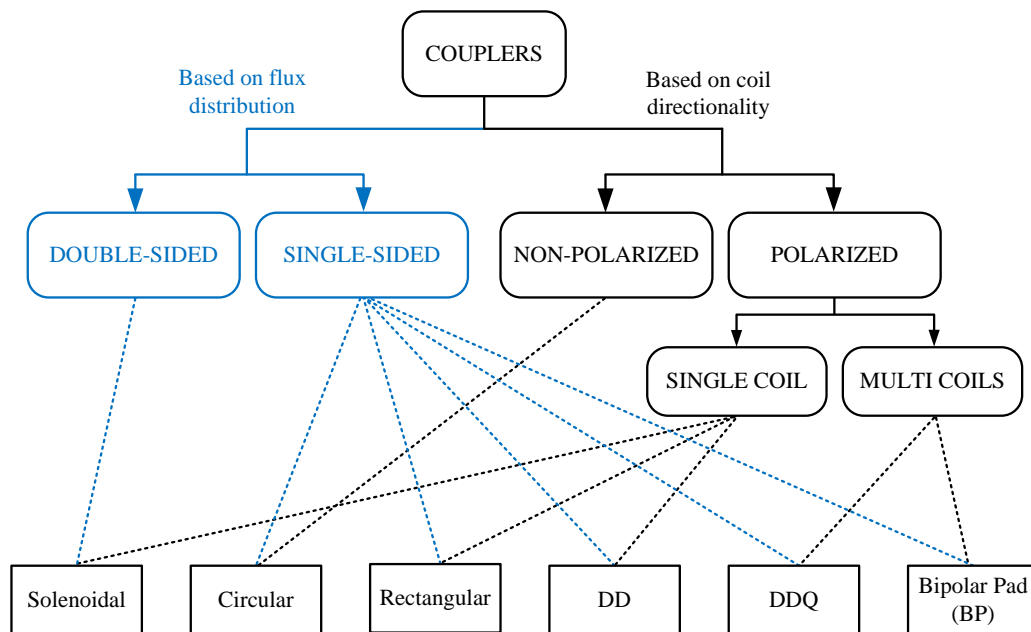 COUPLERS
Based on flux
distribution
Based on coil
directionality
DOUBLE-SIDED
SINGLE-SIDED
NON-POLARIZED
POLARIZED
SINGLE COIL
MULTI COILS
Solenoidal
Circular
Rectangular
DD
DDQ
Bipolar Pad
(BP)